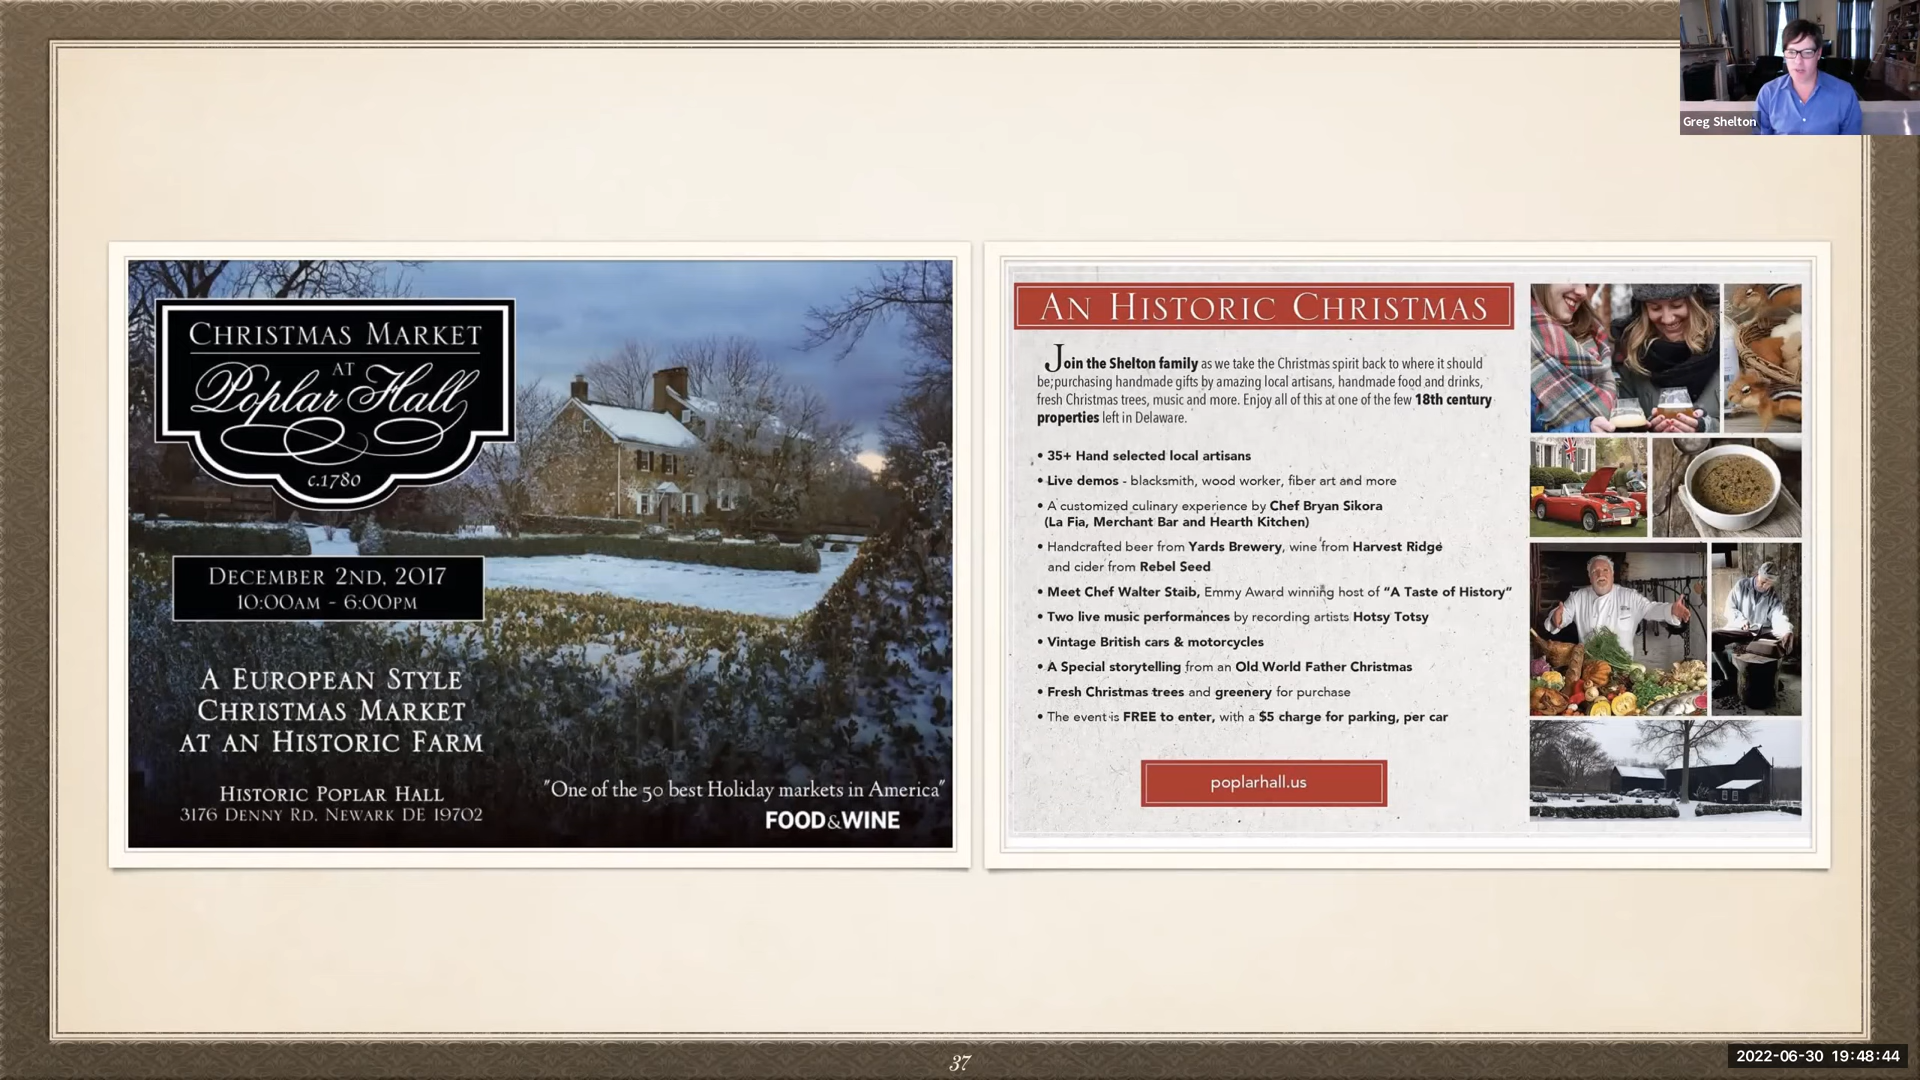 Greg Shelton
CHRISTMAS MARKET
AT
Poplar Hall
c.1780
DECEMBER 2ND, 2017
10:00AM - 6:00PM
A EUROPEAN STYLE
CHRISTMAS MARKET
AT AN HISTORIC FARM
HISTORIC POPLAR HALL
3176 DENNY RD, NEWARK DE 19702
"One of the 50 best Holiday markets in America"
FOOD&WINE
AN HISTORIC CHRISTMAS
Join the Shelton family as we take the Christmas spirit back to where it should
be;purchasing handmade gifts by amazing local artisans, handmade food and drinks,
fresh Christmas trees, music and more. Enjoy all of this at one of the few 18th century
properties left in Delaware.
• 35+ Hand selected local artisans
• Live demos - blacksmith, wood worker, fiber art and more
• A customized culinary experience by Chef Bryan Sikora
(La Fia, Merchant Bar and Hearth Kitchen)
• Handcrafted beer from Yards Brewery, wine from Harvest Ridge
and cider from Rebel Seed
• Meet Chef Walter Staib, Emmy Award winning host of "A Taste of History"
• Two live music performances by recording artists Hotsy Totsy
• Vintage British cars & motorcycles
• A Special storytelling from an Old World Father Christmas
• Fresh Christmas trees and greenery for purchase
• The event is FREE to enter, with a $5 charge for parking, per car
poplarhall.us
37
2022-06-30 19:48:44